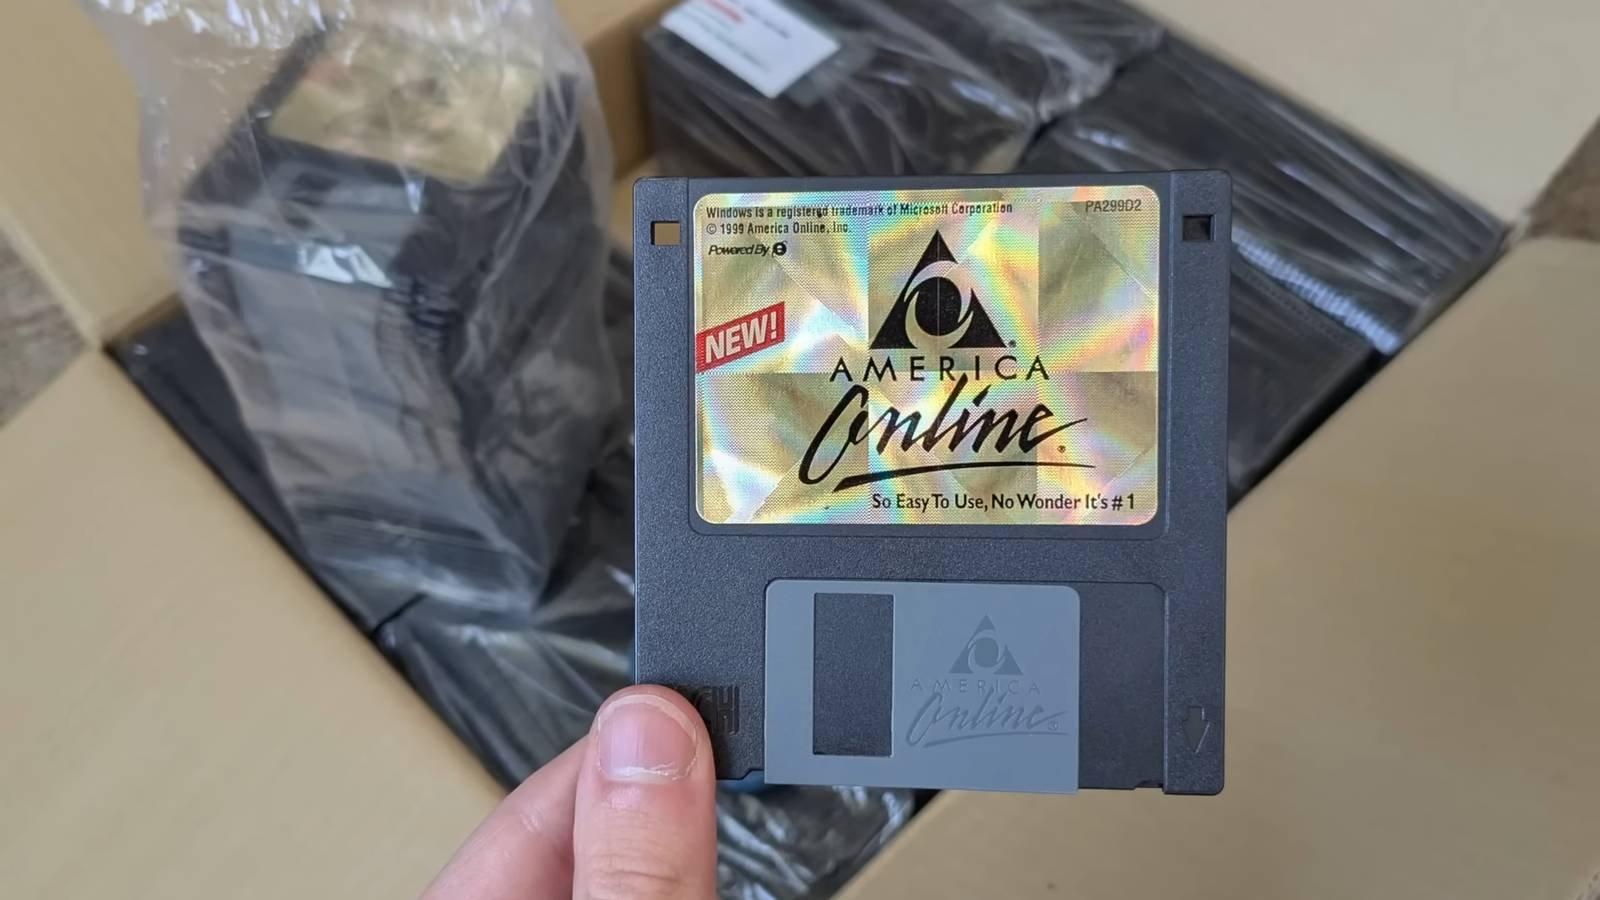 Windows is a registered trademark of Microsoft Corporation
PA299D2
© 1999 America Online, Inc.
Powered By e
NEW!
AMERICA
Online®
So Easy To Use, No Wonder It's #1
AMERICA
Online®